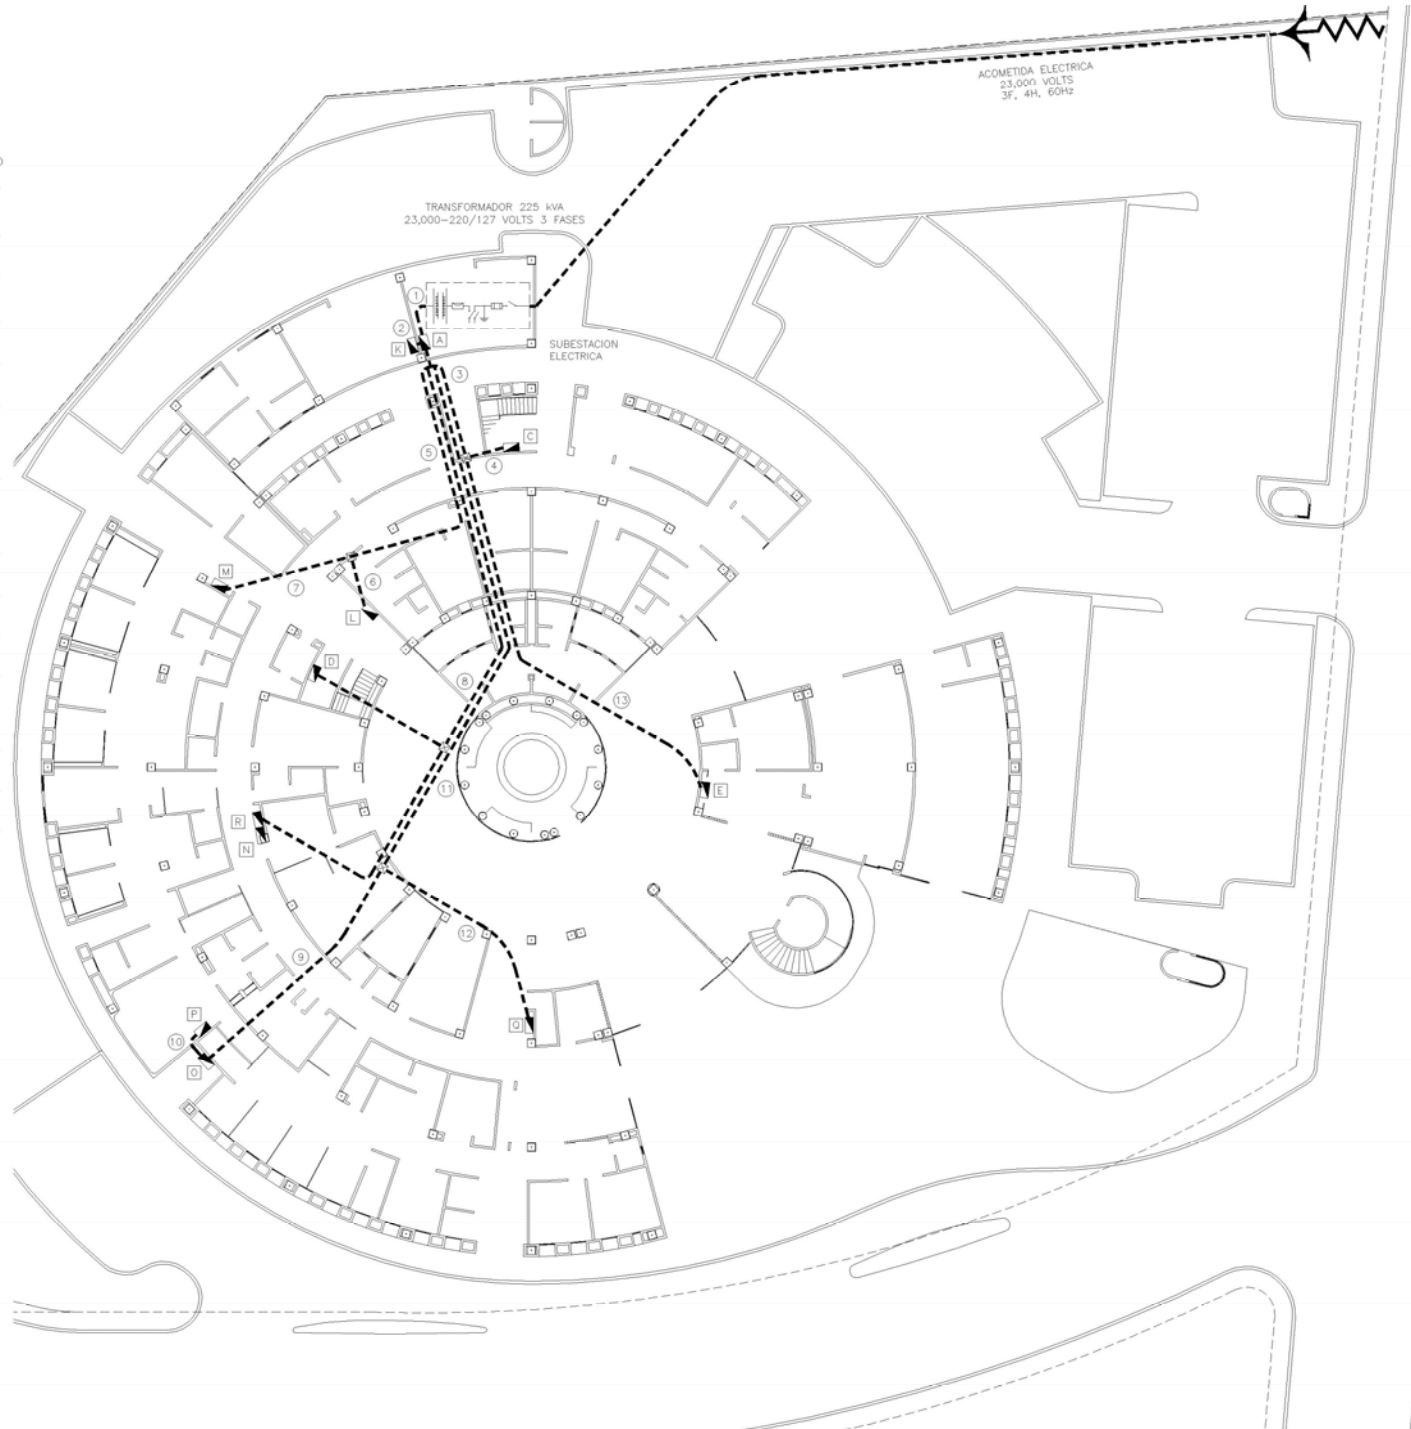 ACOMETIDA ELECTRICA
23,000 VOLTS
3F, 4H, 60Hz
TRANSFORMADOR 225 kVA
23,000-220/127 VOLTS 3 FASES
1
2
A
K
SUBESTACION
ELECTRICA
3
C
5
4
M
7
6
L
D
8
13
11
E
R
N
12
9
P
Q
10
O